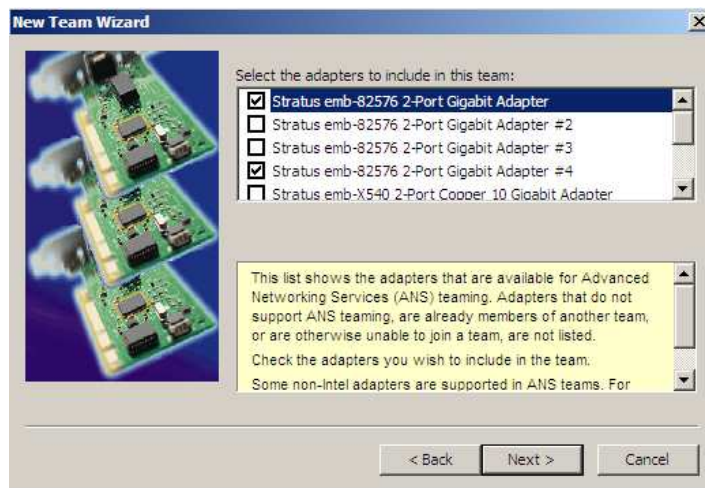 New Team Wizard
Select the adapters to include in this team:
Stratus emb-82576 2-Port Gigabit Adapter
Stratus emb-82576 2-Port Gigabit Adapter #2
Stratus emb-82576 2-Port Gigabit Adapter #3
Stratus emb-82576 2-Port Gigabit Adapter #4
Stratus emb-X540 2-Port Copper 10 Gigabit Adapter
This list shows the adapters that are available for Advanced
Networking Services (ANS) teaming. Adapters that do not
support ANS teaming, are already members of another team,
or are otherwise unable to join a team, are not listed.
Check the adapters you wish to include in the team.
Some non-Intel adapters are supported in ANS teams. For
< Back
Next >
Cancel